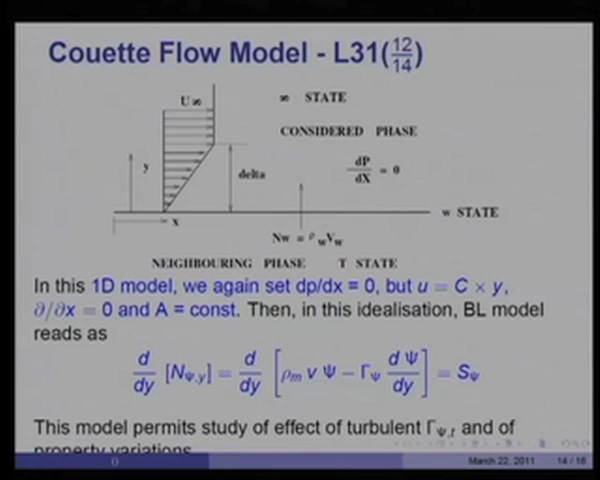 Couette Flow Model - L31(12/14)
U∞
∞ STATE
CONSIDERED PHASE
y
delta
dP/dX = 0
x
w STATE
Nw = ρwVw
NEIGHBOURING PHASE T STATE
In this 1D model, we again set dp/dx = 0, but u = C × y,
∂/∂x = 0 and A = const. Then, in this idealisation, BL model
reads as
d/dy [NΨ,y] = d/dy [ρm v Ψ − ΓΨ d Ψ/dy] = SΨ
This model permits study of effect of turbulent ΓΨ,t and of
property variations
()
March 22, 2011 14 / 16